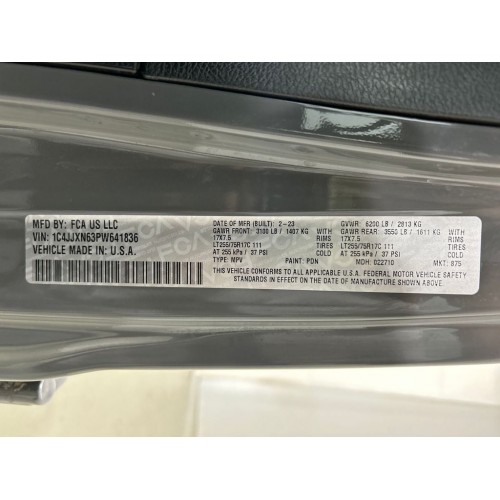 MFD BY: FCA US LLC
VIN: 1C4JJXN63PW641836
VEHICLE MADE IN: U.S.A.
DATE OF MFR (BUILT): 2-23 GVWR: 6200 LB / 2813 KG
GAWR FRONT: 3100 LB / 1407 KG GAWR REAR: 3550 LB / 1611 KG
17X7.5 RIMS 17X7.5 RIMS
LT255/75R17C 111 TIRES LT255/75R17C 111 TIRES
AT 255 kPa / 37 PSI COLD AT 255 kPa / 37 PSI COLD
TYPE: MPV PAINT: PDN MDH: 022710 MKT: 875
THIS VEHICLE CONFORMS TO ALL APPLICABLE U.S.A. FEDERAL MOTOR VEHICLE SAFETY
STANDARDS IN EFFECT ON THE DATE OF MANUFACTURE SHOWN ABOVE.